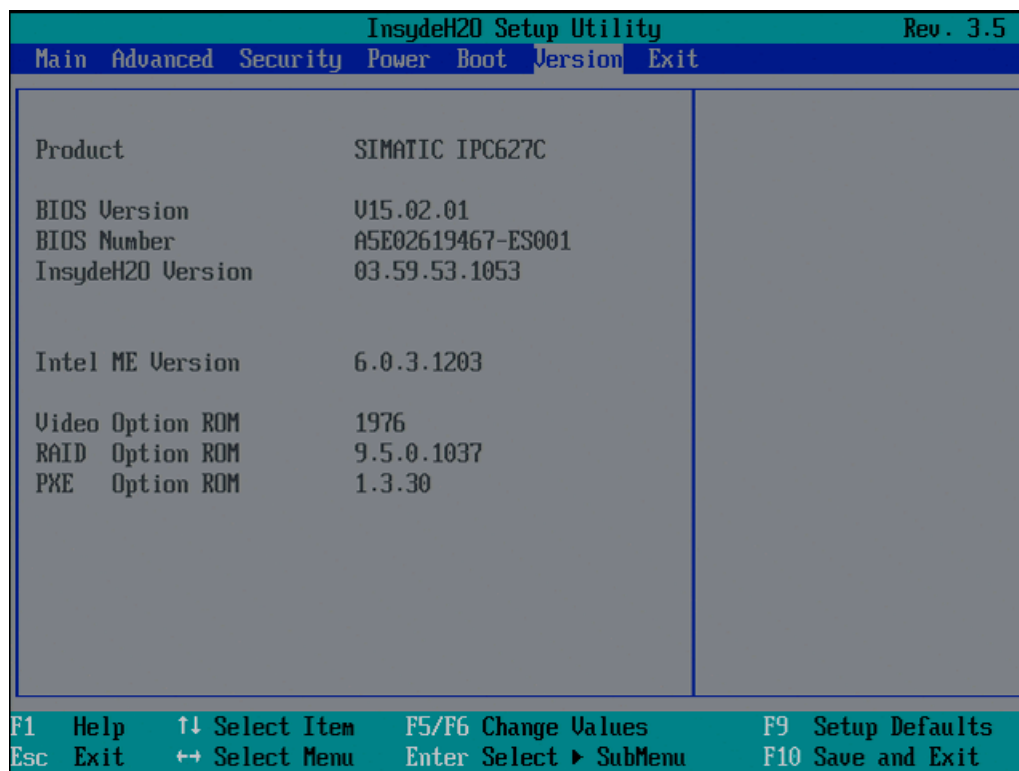 InsydeH2O Setup Utility Rev. 3.5
Main Advanced Security Power Boot Version Exit
Product SIMATIC IPC627C
BIOS Version V15.02.01
BIOS Number A5E02619467-ES001
InsydeH2O Version 03.59.53.1053
Intel ME Version 6.0.3.1203
Video Option ROM 1976
RAID Option ROM 9.5.0.1037
PXE Option ROM 1.3.30
F1 Help ↑↓ Select Item F5/F6 Change Values F9 Setup Defaults
Esc Exit ↔ Select Menu Enter Select ▶ SubMenu F10 Save and Exit